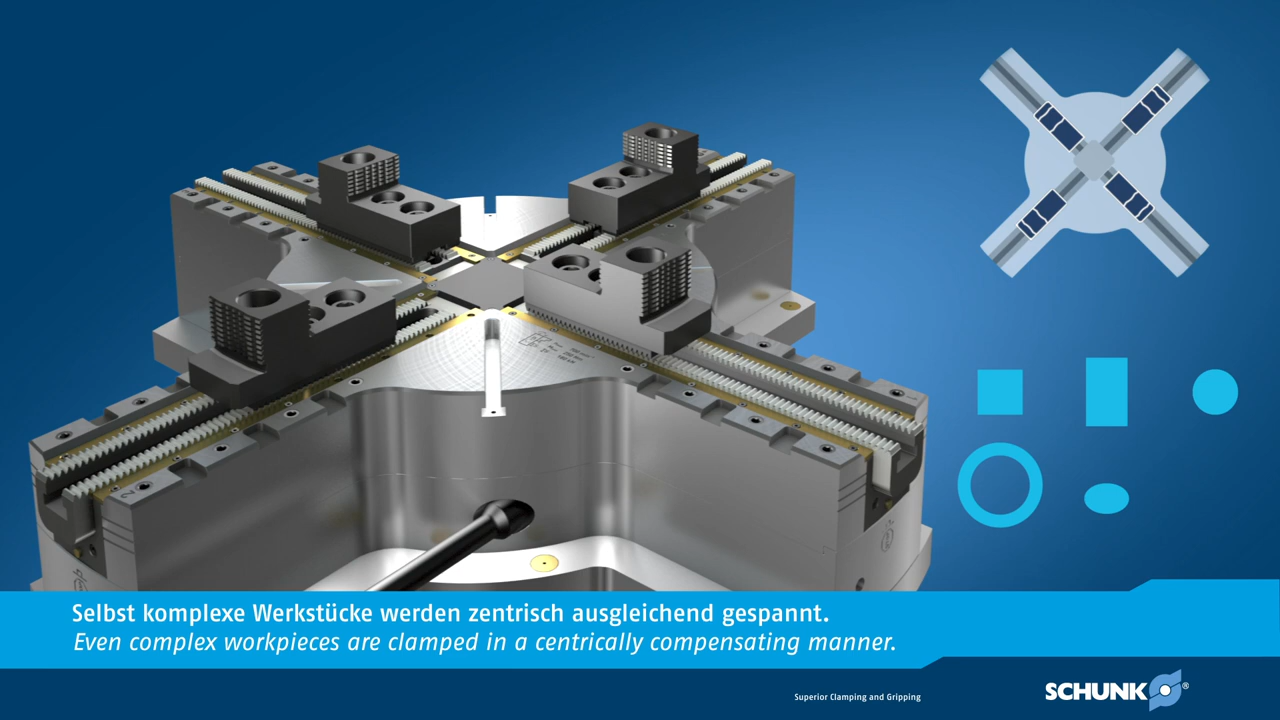 Selbst komplexe Werkstücke werden zentrisch ausgleichend gespannt.
Even complex workpieces are clamped in a centrically compensating manner.
Superior Clamping and Gripping
SCHUNK ®
2